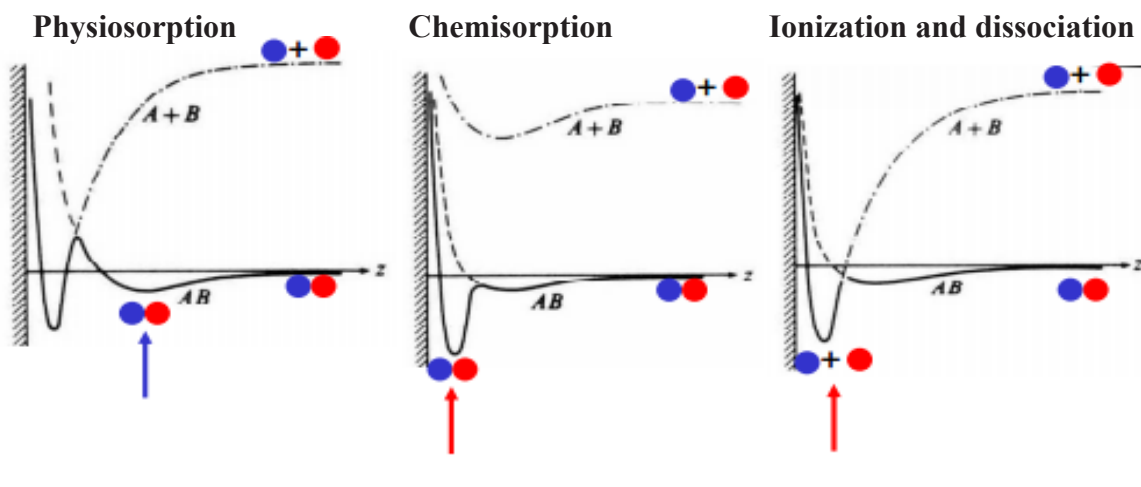 Physiosorption
+
A + B
z
AB
Chemisorption
+
A + B
z
AB
Ionization and dissociation
+
A + B
z
AB
+